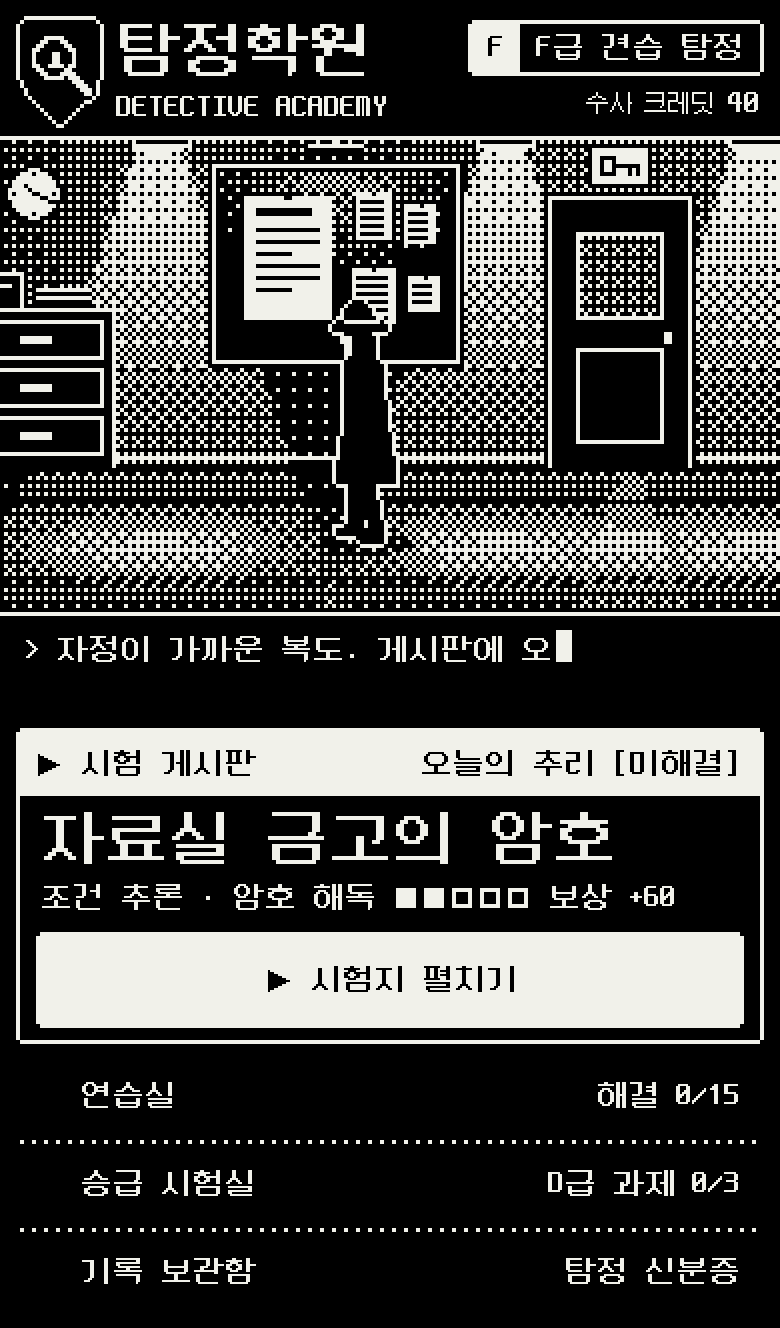 탐정학원
DETECTIVE ACADEMY
F F급 견습 탐정
수사 크레딧 40
> 자정이 가까운 복도. 게시판에 오
▶ 시험 게시판 오늘의 추리 [미해결]
자료실 금고의 암호
조건 추론 · 암호 해독 ■■□□□ 보상 +60
▶ 시험지 펼치기
연습실 해결 0/15
승급 시험실 D급 과제 0/3
기록 보관함 탐정 신분증